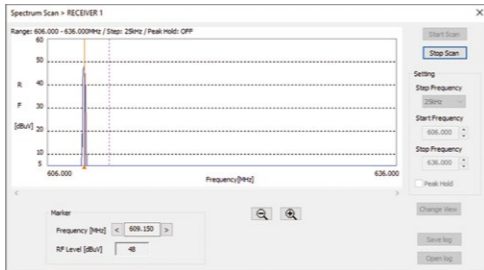 Spectrum Scan > RECEIVER 1
Range: 606.000 - 636.000MHz / Step: 25kHz / Peak Hold: OFF
60
50
R 40
F 30
[dBuV] 20
10
5
606.000
636.000
Frequency[MHz]
Start Scan
Stop Scan
Setting
Step Frequency
25kHz
Start Frequency
606.000
Stop Frequency
636.000
Peak Hold
Marker
Frequency [MHz] < 609.150 >
RF Level [dBuV] 48
Change View
Save log
Open log